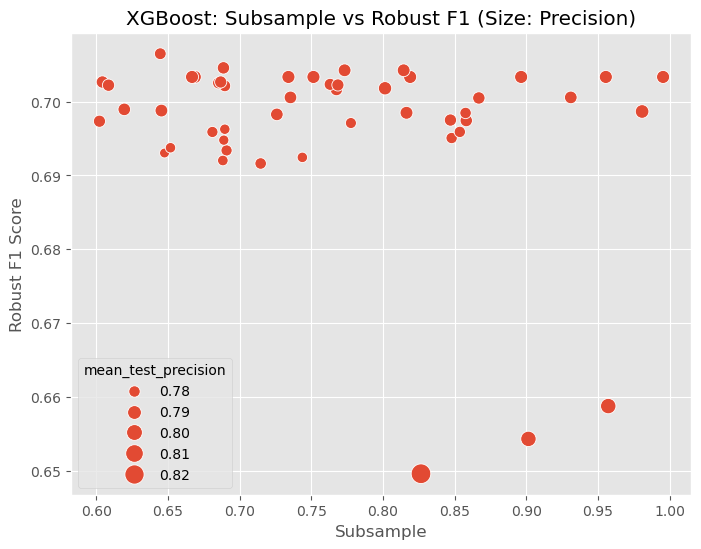 XGBoost: Subsample vs Robust F1 (Size: Precision)
Robust F1 Score
0.70
0.69
0.68
0.67
0.66
0.65
mean_test_precision
0.78
0.79
0.80
0.81
0.82
0.60 0.65 0.70 0.75 0.80 0.85 0.90 0.95 1.00
Subsample